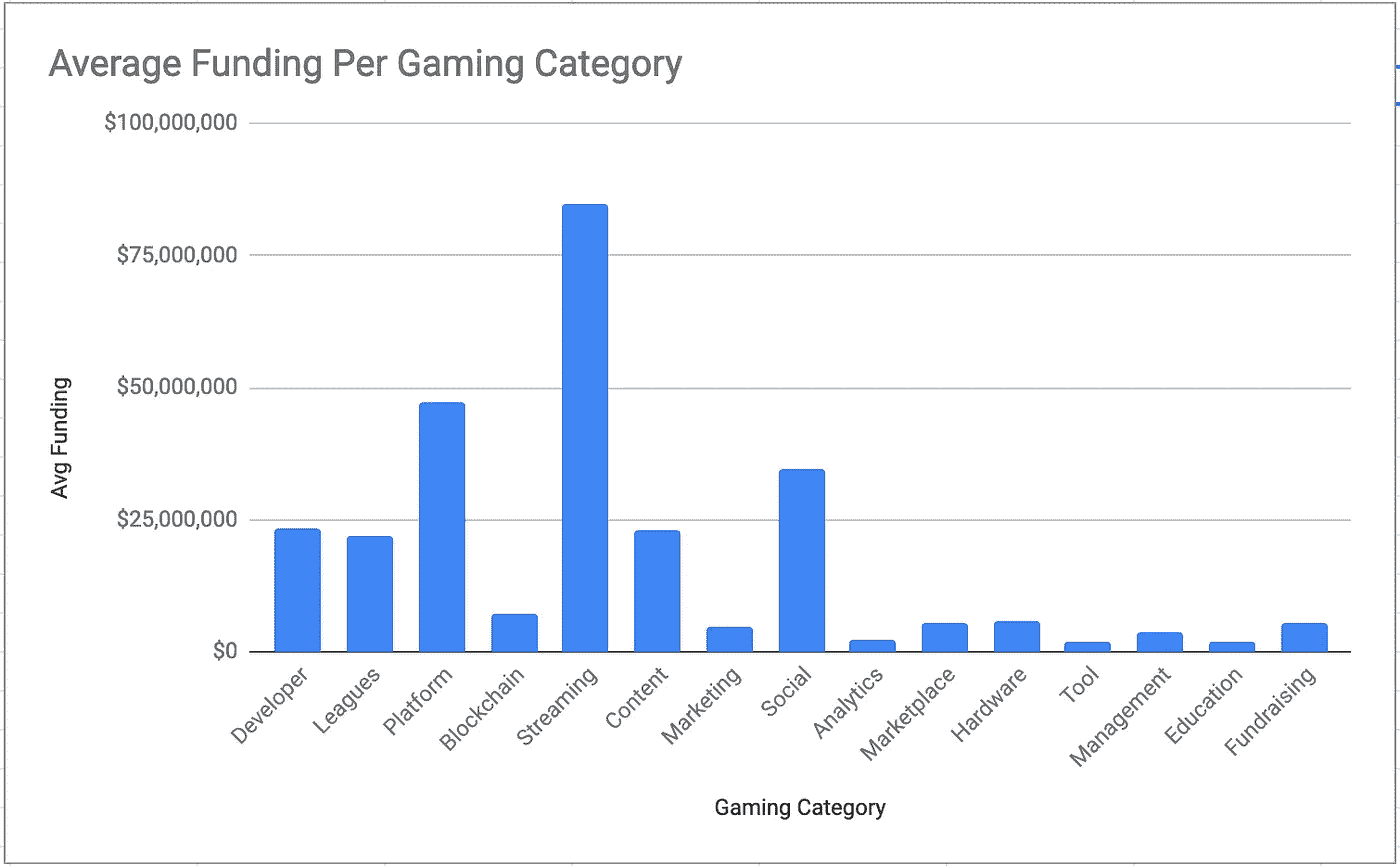 Average Funding Per Gaming Category
$100,000,000
$75,000,000
$50,000,000
$25,000,000
$0
Avg Funding
Developer
Leagues
Platform
Blockchain
Streaming
Content
Marketing
Social
Analytics
Marketplace
Hardware
Tool
Management
Education
Fundraising
Gaming Category